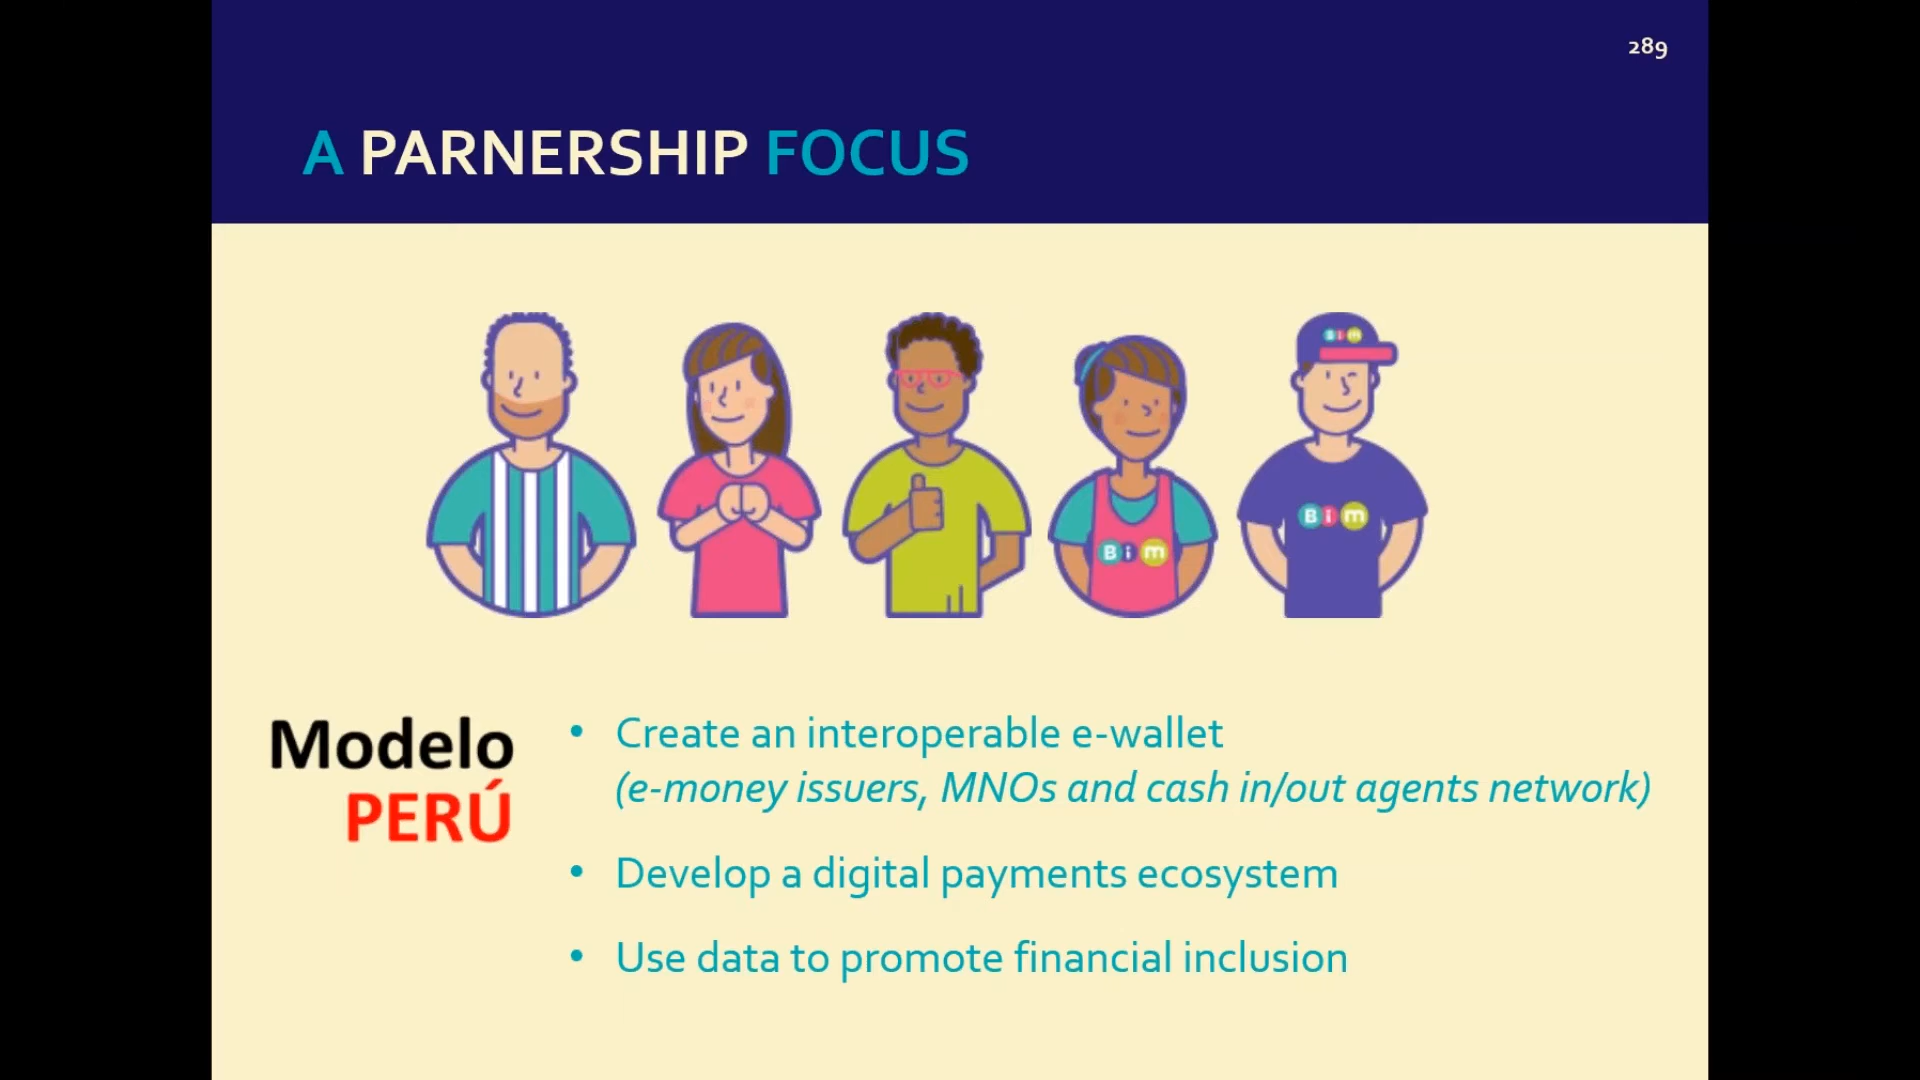 289
A PARNERSHIP FOCUS
Bim
Bim
Bim
Modelo
PERÚ
• Create an interoperable e-wallet
(e-money issuers, MNOs and cash in/out agents network)
• Develop a digital payments ecosystem
• Use data to promote financial inclusion